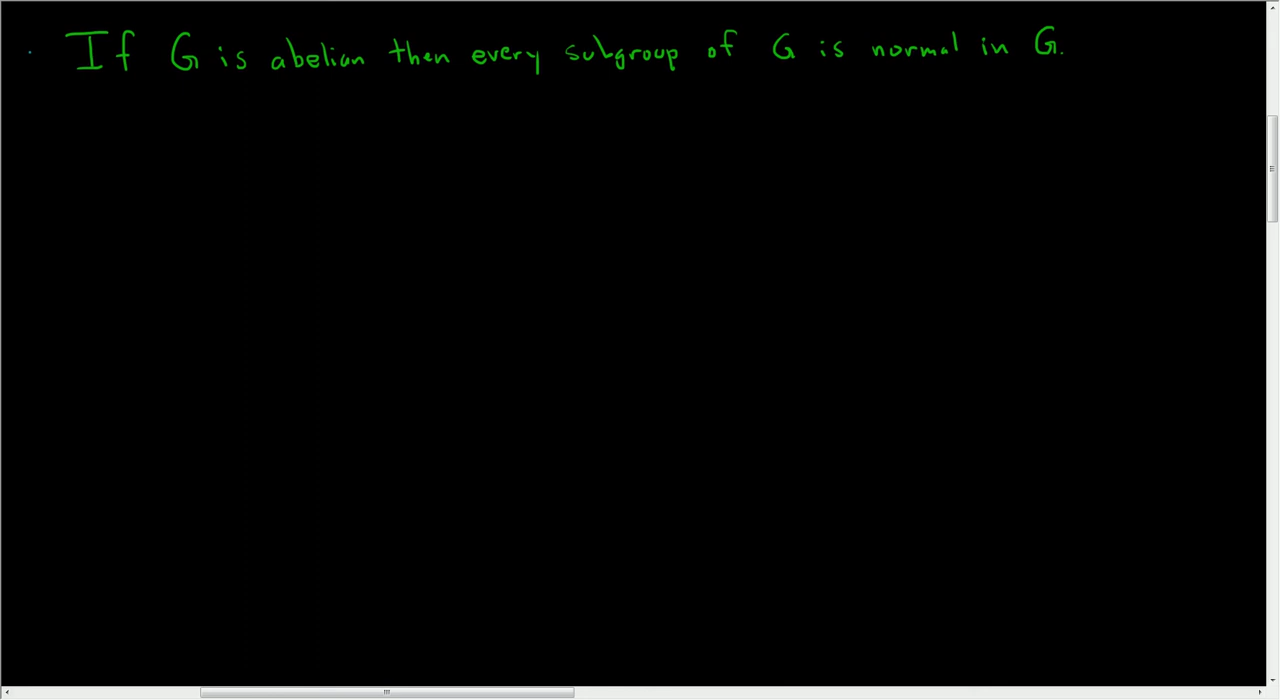 If G is abelian then every subgroup of G is normal in G.